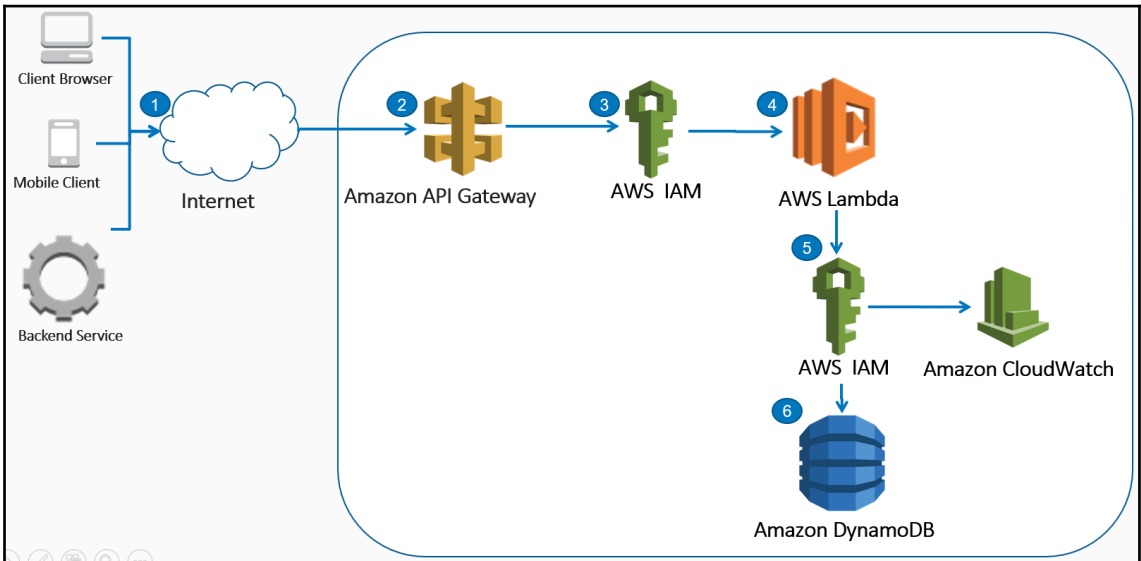 Client Browser
1
2
3
4
Mobile Client
Internet
Amazon API Gateway
AWS IAM
AWS Lambda
5
Backend Service
AWS IAM
Amazon CloudWatch
6
Amazon DynamoDB